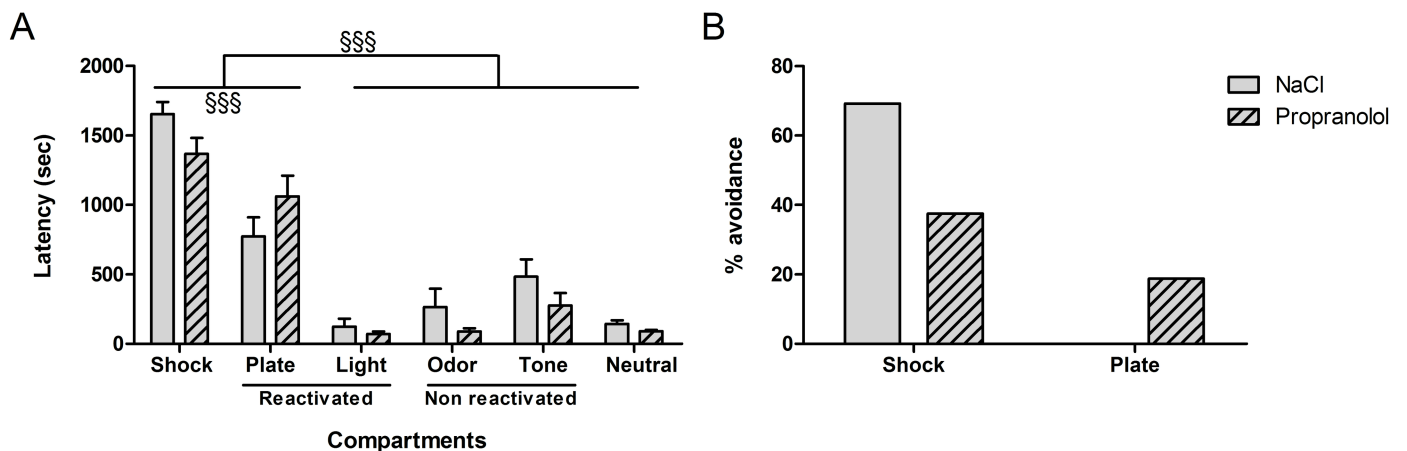 A
§§§
§§§
Latency (sec)
2000
1500
1000
500
0
Shock Plate Light Odor Tone Neutral
Reactivated Non reactivated
Compartments
B
% avoidance
80
60
40
20
0
Shock Plate
NaCl
Propranolol